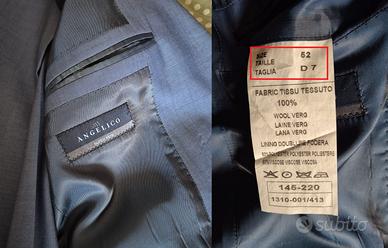 ANGELICO
SIZE 52
TAILLE
TAGLIA D 7
FABRIC TISSU TESSUTO
100%
WOOL VERG
LAINE VERG
LANA VERG
LINING DOUBLURE FODERA
145-220
1310-001/413
subito